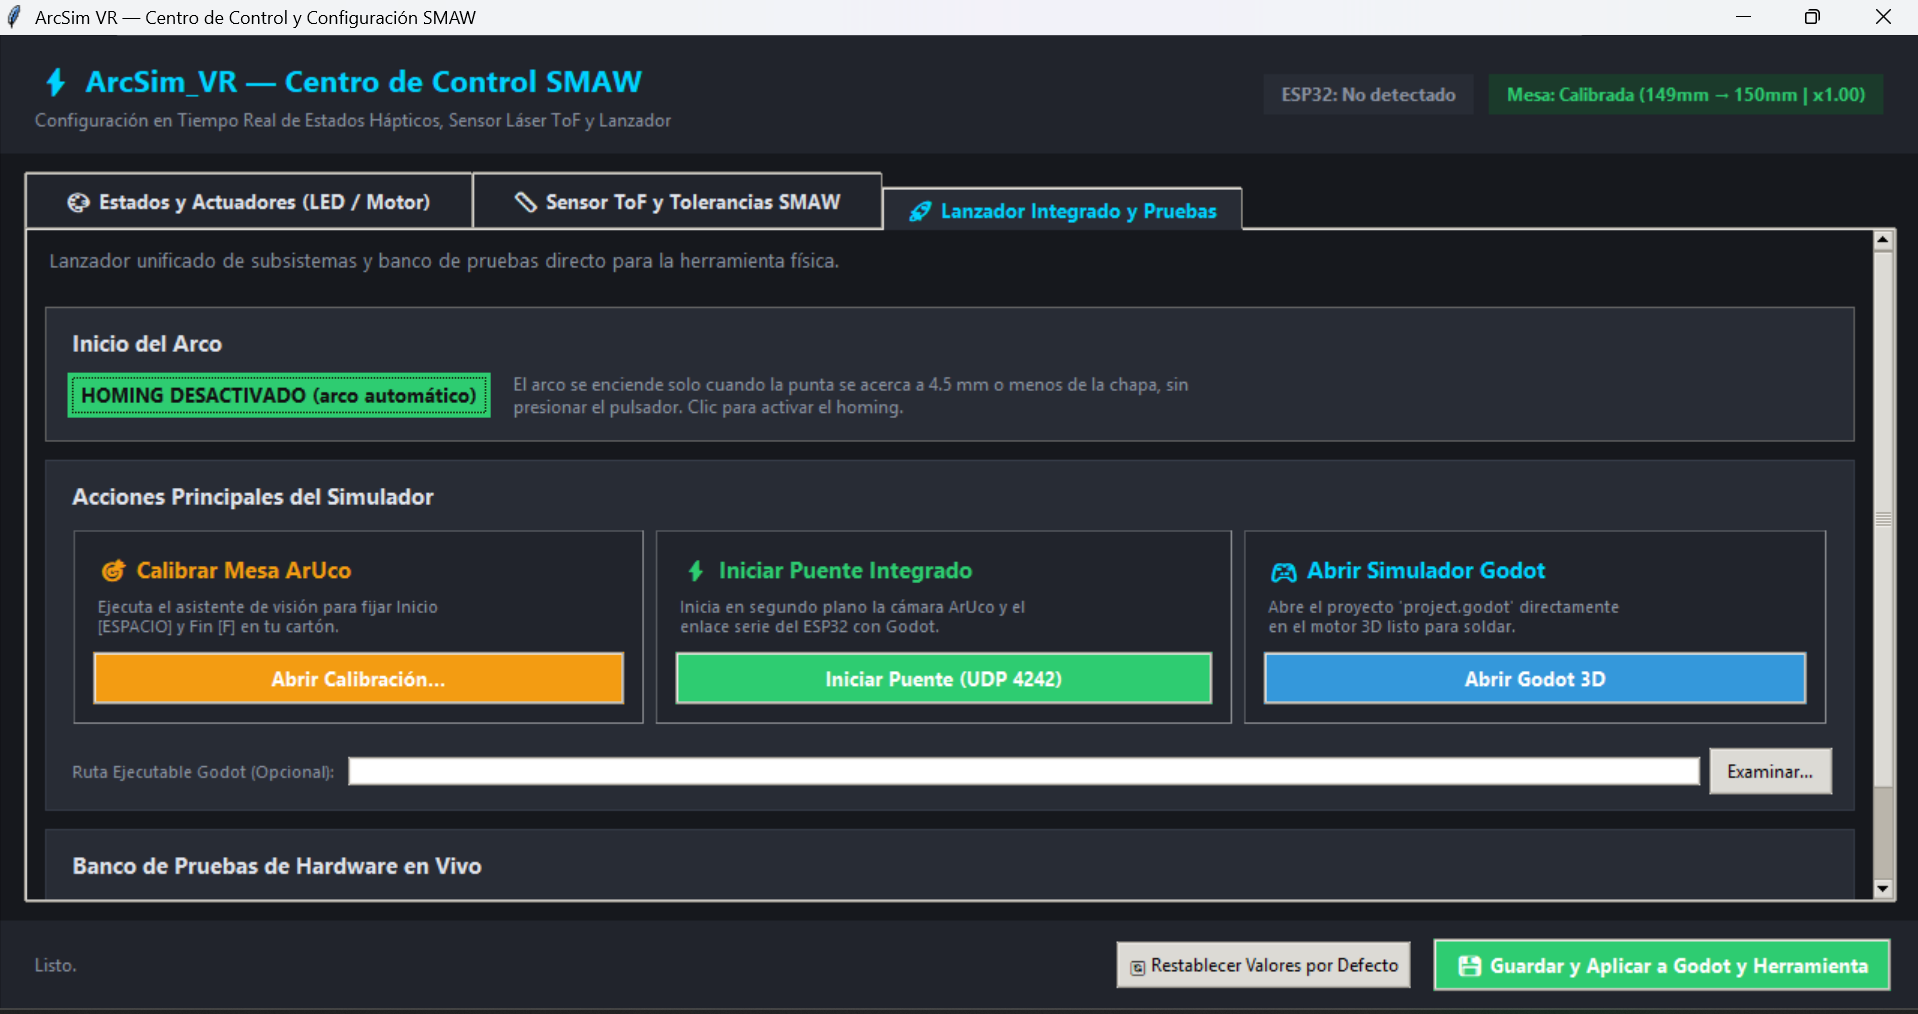 ArcSim VR — Centro de Control y Configuración SMAW
ArcSim_VR — Centro de Control SMAW
Configuración en Tiempo Real de Estados Hápticos, Sensor Láser ToF y Lanzador
ESP32: No detectado
Mesa: Calibrada (149mm → 150mm | x1.00)
Estados y Actuadores (LED / Motor)
Sensor ToF y Tolerancias SMAW
Lanzador Integrado y Pruebas
Lanzador unificado de subsistemas y banco de pruebas directo para la herramienta física.
Inicio del Arco
HOMING DESACTIVADO (arco automático)
El arco se enciende solo cuando la punta se acerca a 4.5 mm o menos de la chapa, sin
presionar el pulsador. Clic para activar el homing.
Acciones Principales del Simulador
Calibrar Mesa ArUco
Ejecuta el asistente de visión para fijar Inicio
[ESPACIO] y Fin [F] en tu cartón.
Abrir Calibración...
Iniciar Puente Integrado
Inicia en segundo plano la cámara ArUco y el
enlace serie del ESP32 con Godot.
Iniciar Puente (UDP 4242)
Abrir Simulador Godot
Abre el proyecto 'project.godot' directamente
en el motor 3D listo para soldar.
Abrir Godot 3D
Ruta Ejecutable Godot (Opcional):
Examinar...
Banco de Pruebas de Hardware en Vivo
Listo.
Restablecer Valores por Defecto
Guardar y Aplicar a Godot y Herramienta